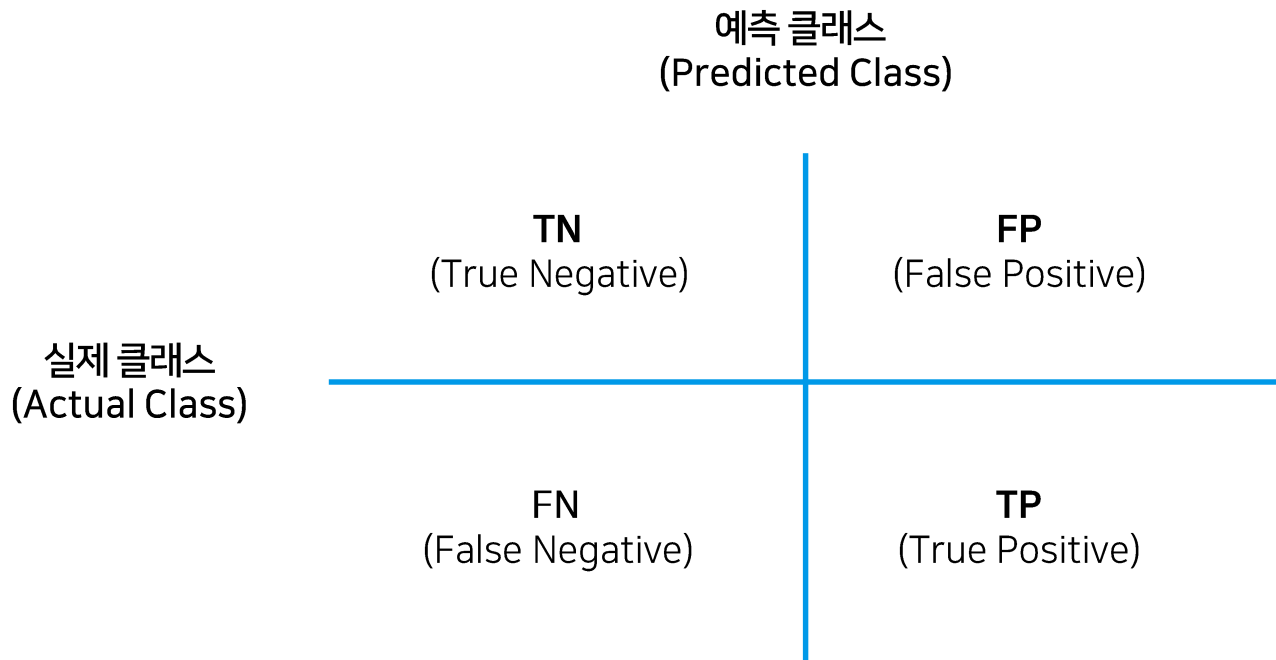 예측 클래스
(Predicted Class)
TN
(True Negative)
FP
(False Positive)
실제 클래스
(Actual Class)
FN
(False Negative)
TP
(True Positive)